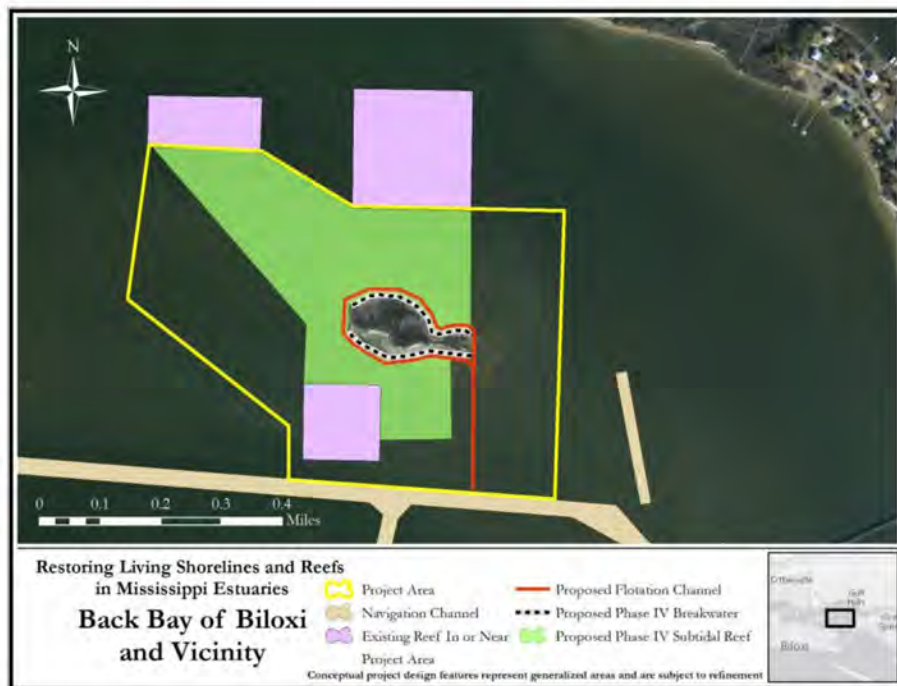 N
0 0.1 0.2 0.3 0.4
Miles
Restoring Living Shorelines and Reefs
in Mississippi Estuaries
Back Bay of Biloxi
and Vicinity
Project Area
Navigation Channel
Existing Reef In or Near
Project Area
Proposed Flotation Channel
Proposed Phase IV Breakwater
Proposed Phase IV Subtidal Reef
Conceptual project design features represent generalized areas and are subject to refinement
Biloxi